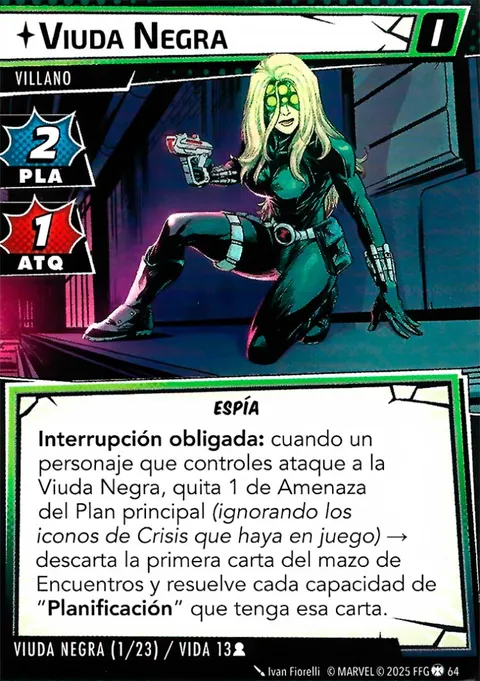 VIUDA NEGRA
I
VILLANO
2
PLA
1
ATQ
ESPÍA
Interrupción obligada: cuando un
personaje que controles ataque a la
Viuda Negra, quita 1 de Amenaza
del Plan principal (ignorando los
iconos de Crisis que haya en juego) →
descarta la primera carta del mazo de
Encuentros y resuelve cada capacidad de
“Planificación” que tenga esa carta.
VIUDA NEGRA (1/23) / VIDA 13
Ivan Fiorelli © MARVEL © 2025 FFG 64